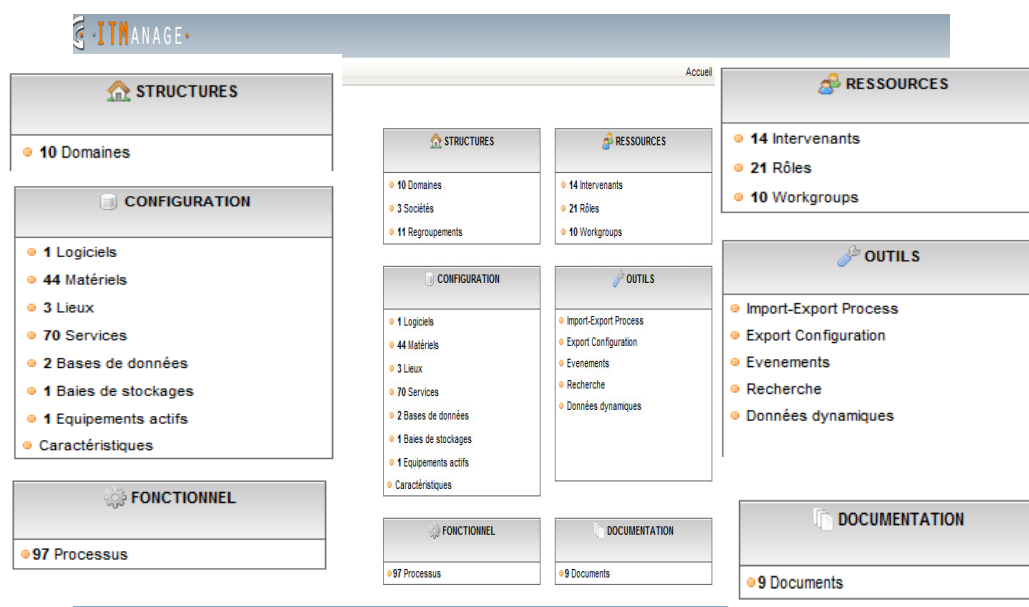 ITMANAGE
Accueil
STRUCTURES
10 Domaines
CONFIGURATION
1 Logiciels
44 Matériels
3 Lieux
70 Services
2 Bases de données
1 Baies de stockages
1 Equipements actifs
Caractéristiques
FONCTIONNEL
97 Processus
STRUCTURES
10 Domaines
3 Sociétés
11 Regroupements
RESSOURCES
14 Intervenants
21 Rôles
10 Workgroups
CONFIGURATION
1 Logiciels
44 Matériels
3 Lieux
70 Services
2 Bases de données
1 Baies de stockages
1 Equipements actifs
Caractéristiques
OUTILS
Import-Export Process
Export Configuration
Evenements
Recherche
Données dynamiques
FONCTIONNEL
97 Processus
DOCUMENTATION
9 Documents
RESSOURCES
14 Intervenants
21 Rôles
10 Workgroups
OUTILS
Import-Export Process
Export Configuration
Evenements
Recherche
Données dynamiques
DOCUMENTATION
9 Documents